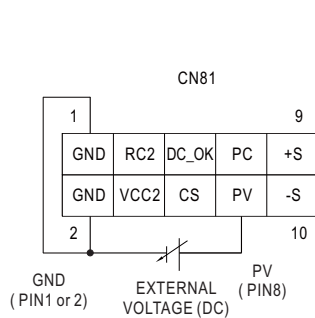 CN81
1 9
GND RC2 DC_OK PC +S
GND VCC2 CS PV -S
2 10
GND
( PIN1 or 2)
EXTERNAL
VOLTAGE (DC)
PV
( PIN8)